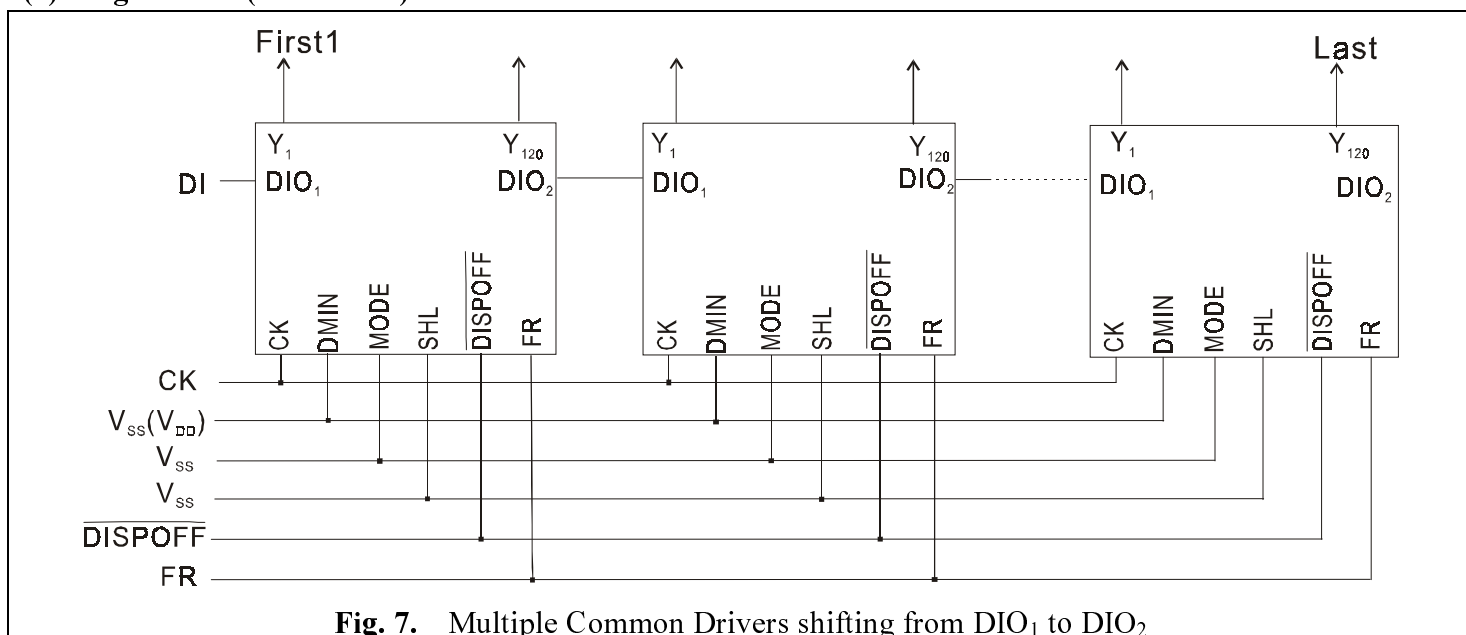 First1 Last
Y1 Y120 Y1 Y120 Y1 Y120
DI DIO1 DIO2 DIO1 DIO2 DIO1 DIO2
CK DMIN MODE SHL DISPOFF FR CK DMIN MODE SHL DISPOFF FR CK DMIN MODE SHL DISPOFF FR
CK
VSS(VDD)
VSS
VSS
DISPOFF
FR
Fig. 7. Multiple Common Drivers shifting from DIO1 to DIO2